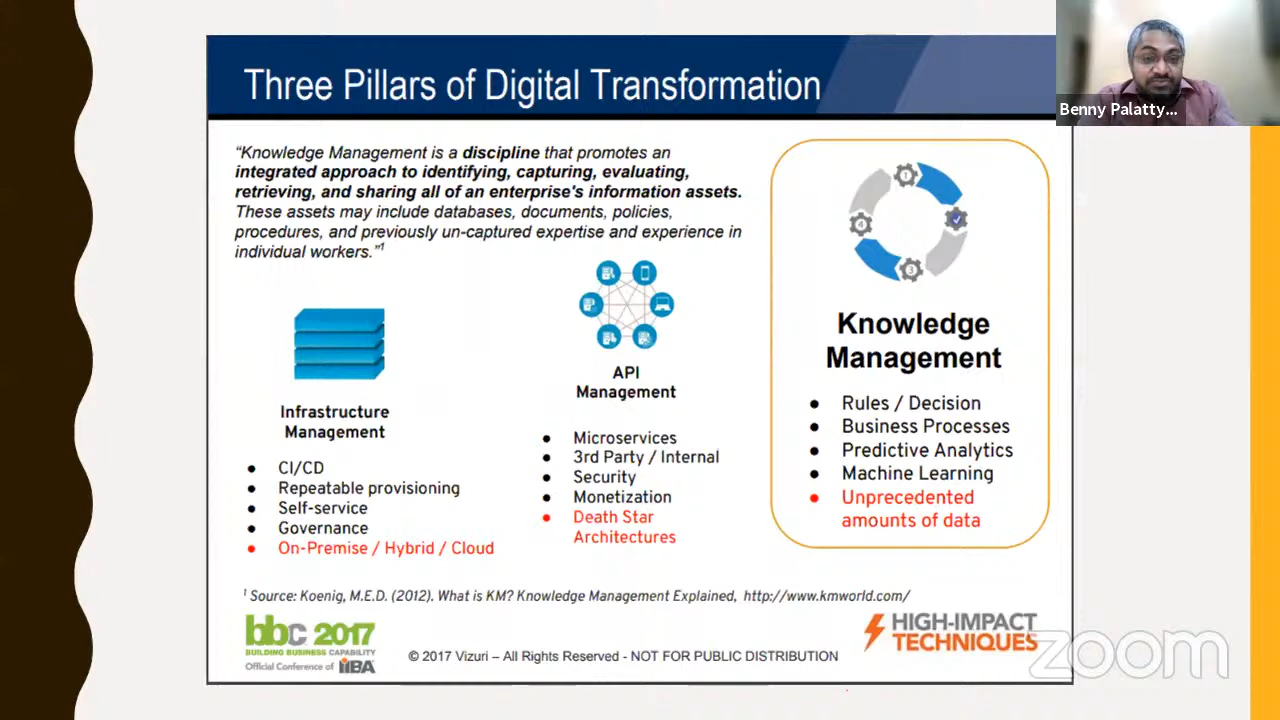 Three Pillars of Digital Transformation
Benny Palatty...
“Knowledge Management is a discipline that promotes an
integrated approach to identifying, capturing, evaluating,
retrieving, and sharing all of an enterprise's information assets.
These assets may include databases, documents, policies,
procedures, and previously un-captured expertise and experience in
individual workers.”1
Infrastructure
Management
● CI/CD
● Repeatable provisioning
● Self-service
● Governance
● On-Premise / Hybrid / Cloud
API
Management
● Microservices
● 3rd Party / Internal
● Security
● Monetization
● Death Star
Architectures
1
4
3
Knowledge
Management
● Rules / Decision
● Business Processes
● Predictive Analytics
● Machine Learning
● Unprecedented
amounts of data
1 Source: Koenig, M.E.D. (2012). What is KM? Knowledge Management Explained, http://www.kmworld.com/
bbc 2017
BUILDING BUSINESS CAPABILITY
Official Conference of IIBA
© 2017 Vizuri – All Rights Reserved - NOT FOR PUBLIC DISTRIBUTION
HIGH-IMPACT
TECHNIQUES
zoom